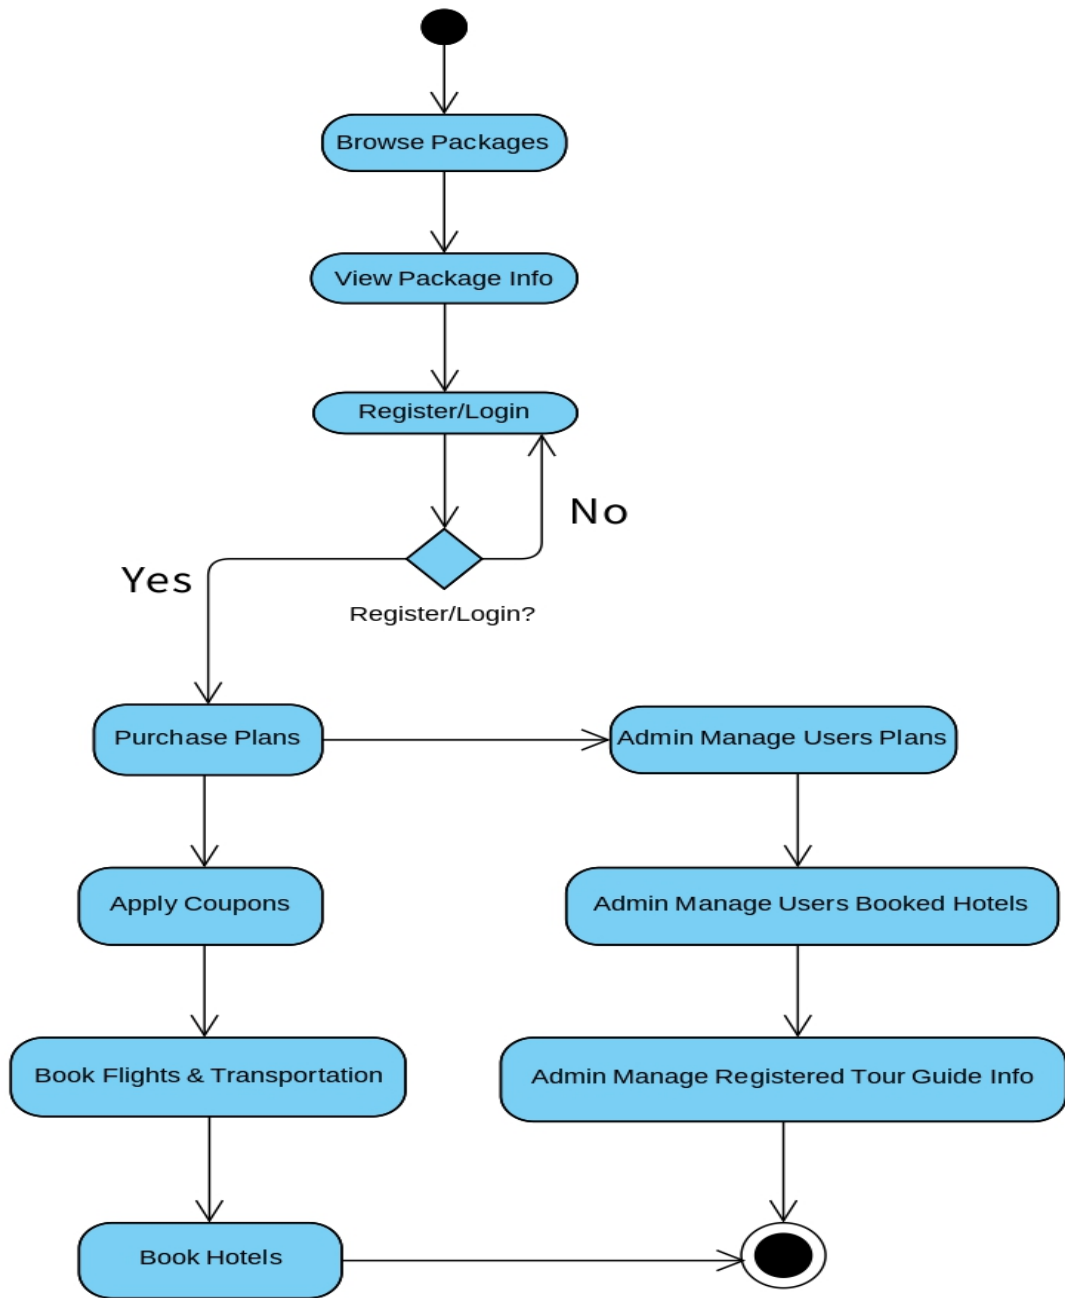 Browse Packages
View Package Info
Register/Login
No
Yes
Register/Login?
Purchase Plans
Admin Manage Users Plans
Apply Coupons
Admin Manage Users Booked Hotels
Book Flights & Transportation
Admin Manage Registered Tour Guide Info
Book Hotels